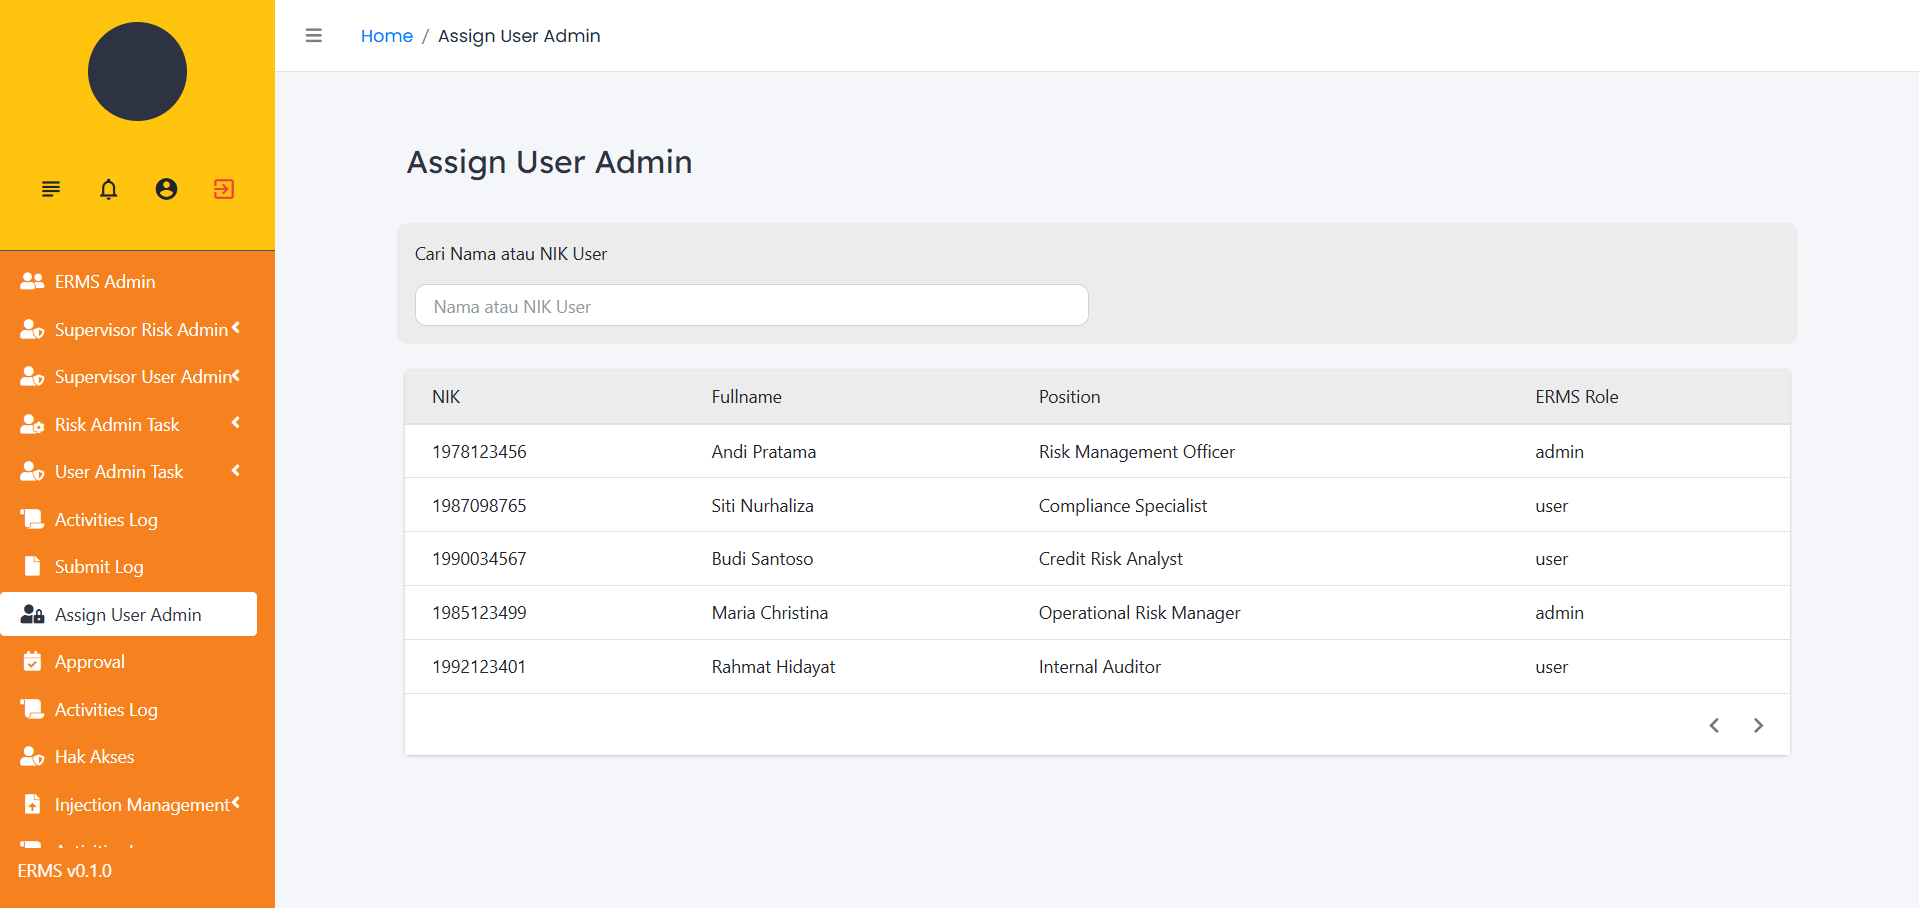 Home / Assign User Admin
ERMS Admin
Supervisor Risk Admin
Supervisor User Admin
Risk Admin Task
User Admin Task
Activities Log
Submit Log
Assign User Admin
Approval
Activities Log
Hak Akses
Injection Management
ERMS v0.1.0
Assign User Admin
Cari Nama atau NIK User
Nama atau NIK User
NIK Fullname Position ERMS Role
1978123456 Andi Pratama Risk Management Officer admin
1987098765 Siti Nurhaliza Compliance Specialist user
1990034567 Budi Santoso Credit Risk Analyst user
1985123499 Maria Christina Operational Risk Manager admin
1992123401 Rahmat Hidayat Internal Auditor user